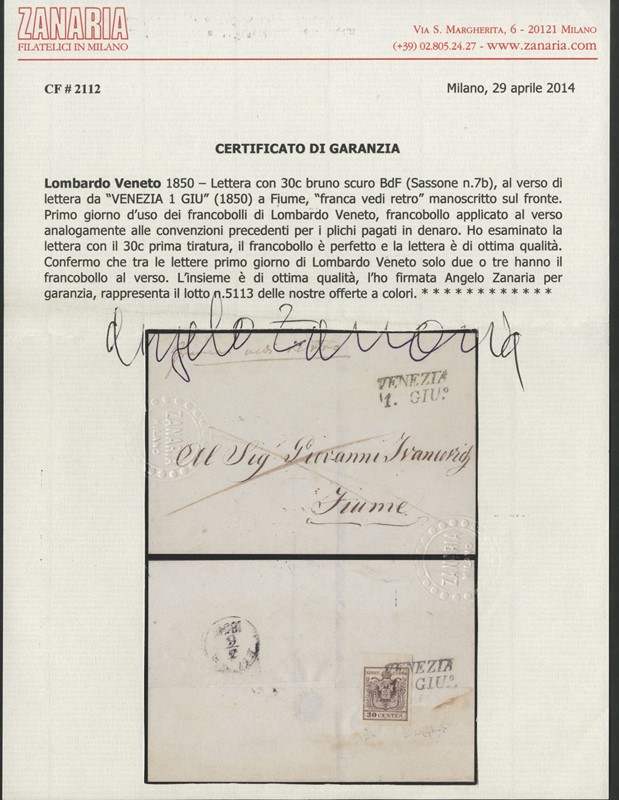 ZANARIA
FILATELICI IN MILANO
VIA S. MARGHERITA, 6 - 20121 MILANO
(+39) 02.805.24.27 - www.zanaria.com
CF # 2112
Milano, 29 aprile 2014
CERTIFICATO DI GARANZIA
Lombardo Veneto 1850 – Lettera con 30c bruno scuro BdF (Sassone n.7b), al verso di
lettera da “VENEZIA 1 GIU” (1850) a Fiume, “franca vedi retro” manoscritto sul fronte.
Primo giorno d’uso dei francobolli di Lombardo Veneto, francobollo applicato al verso
analogamente alle convenzioni precedenti per i plichi pagati in denaro. Ho esaminato la
lettera con il 30c prima tiratura, il francobollo è perfetto e la lettera è di ottima qualità.
Confermo che tra le lettere primo giorno di Lombardo Veneto solo due o tre hanno il
francobollo al verso. L’insieme è di ottima qualità, l’ho firmata Angelo Zanaria per
garanzia, rappresenta il lotto n.5113 delle nostre offerte a colori. * * * * * * * * * * * *
Angelo Zanaria
vedi retro
VENEZIA
1. GIU.º
ZANARIA
MILANO
Al Sig.r Giovanni Ivancvich
Fiume
ZANARIA
VENEZIA
1. GIU.º
30 CENTES